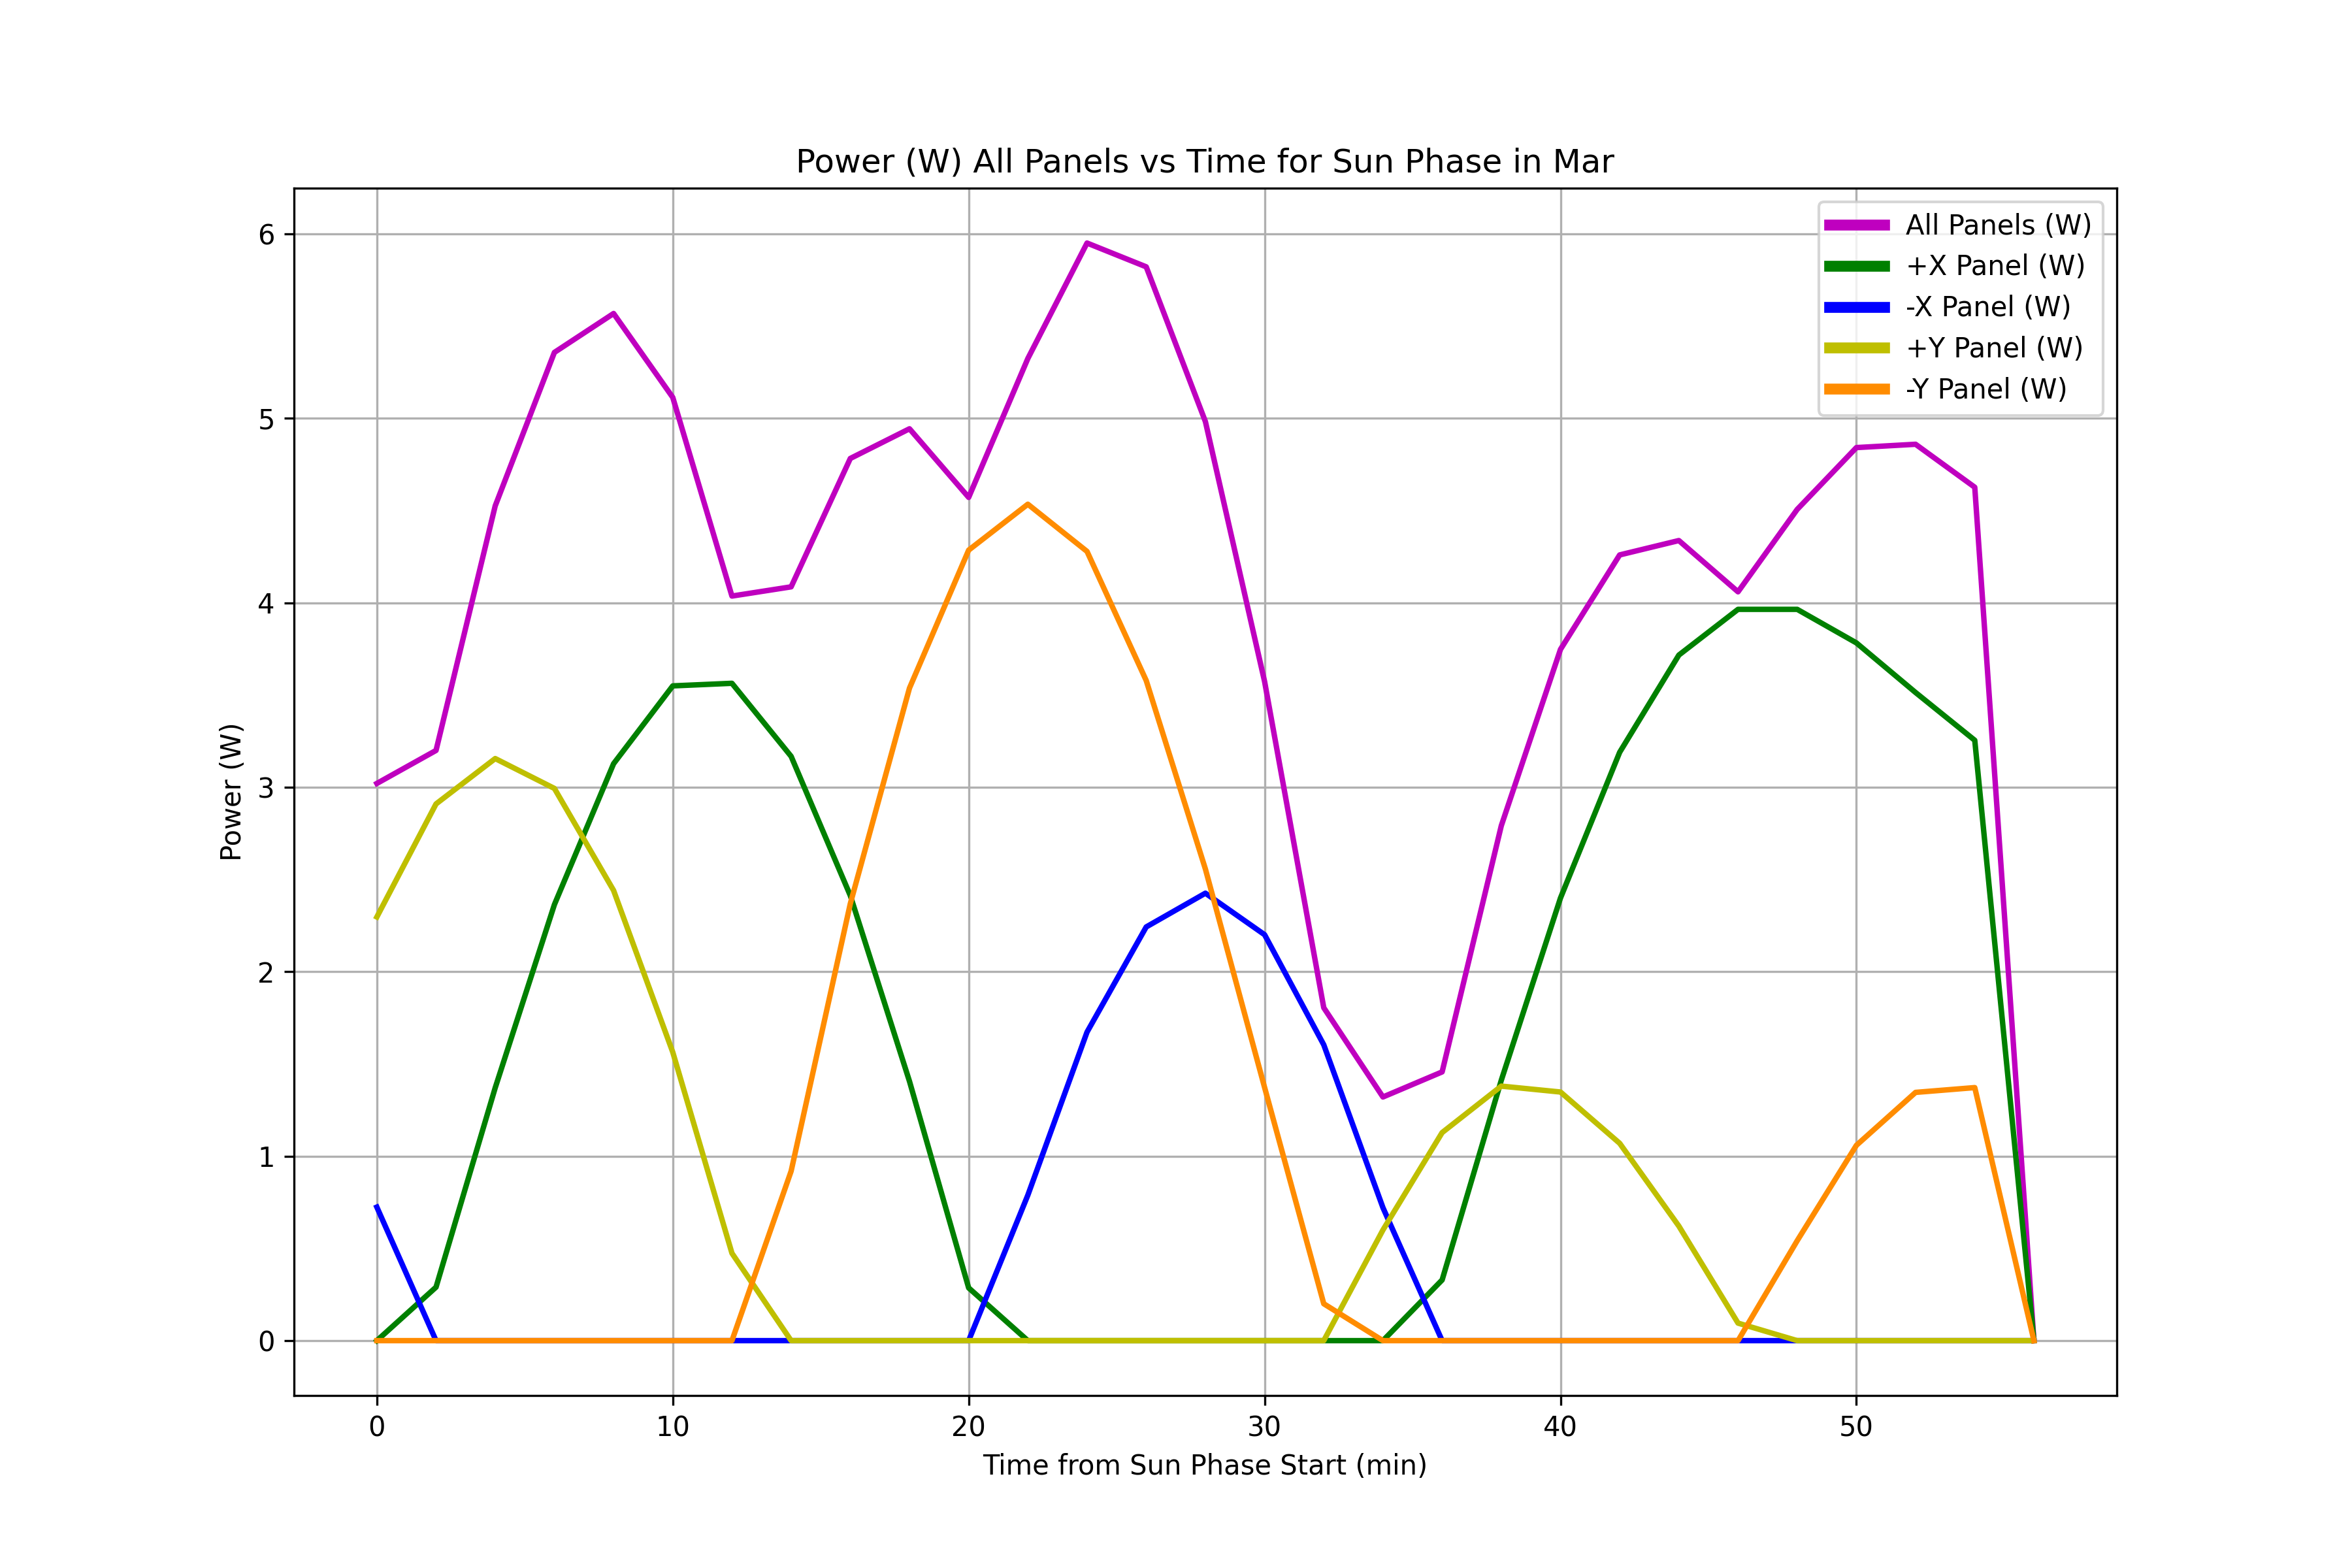 Power (W) All Panels vs Time for Sun Phase in Mar
All Panels (W)
+X Panel (W)
-X Panel (W)
+Y Panel (W)
-Y Panel (W)
6
5
4
3
2
1
0
Power (W)
0 10 20 30 40 50
Time from Sun Phase Start (min)